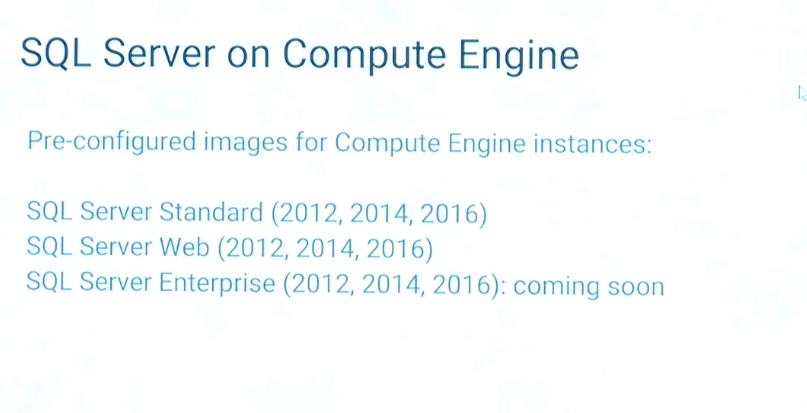 SQL Server on Compute Engine
Pre-configured images for Compute Engine instances:
SQL Server Standard (2012, 2014, 2016)
SQL Server Web (2012, 2014, 2016)
SQL Server Enterprise (2012, 2014, 2016): coming soon